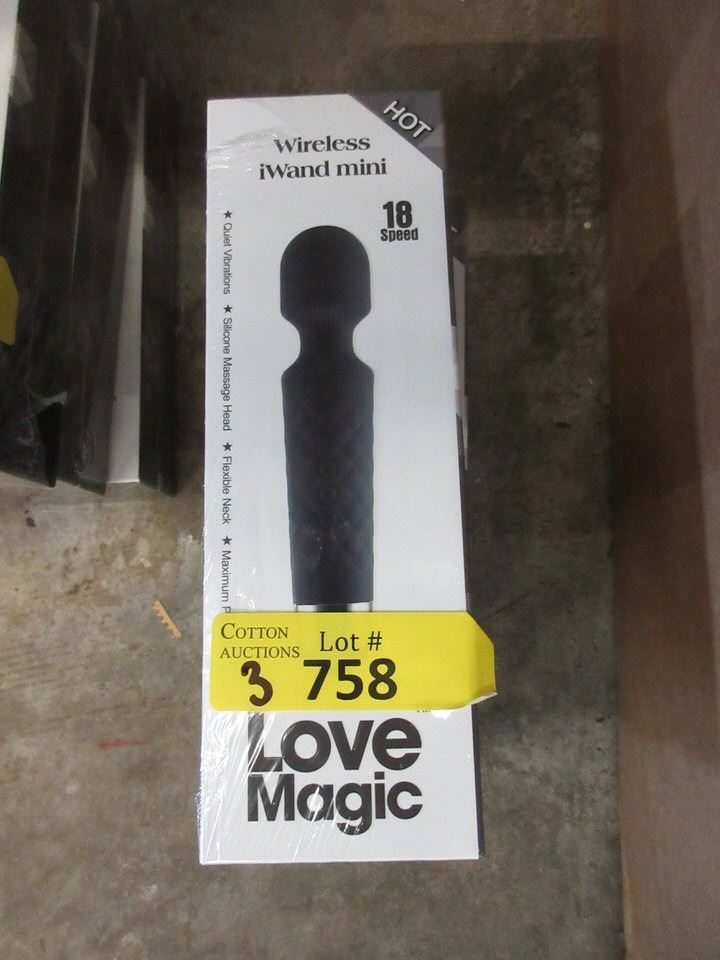 HOT
Wireless
iWand mini
18
Speed
★ Quiet Vibrations ★ Silicone Massage Head ★ Flexible Neck ★ Maximum P
COTTON
AUCTIONS
Lot #
3 758
Love
Magic